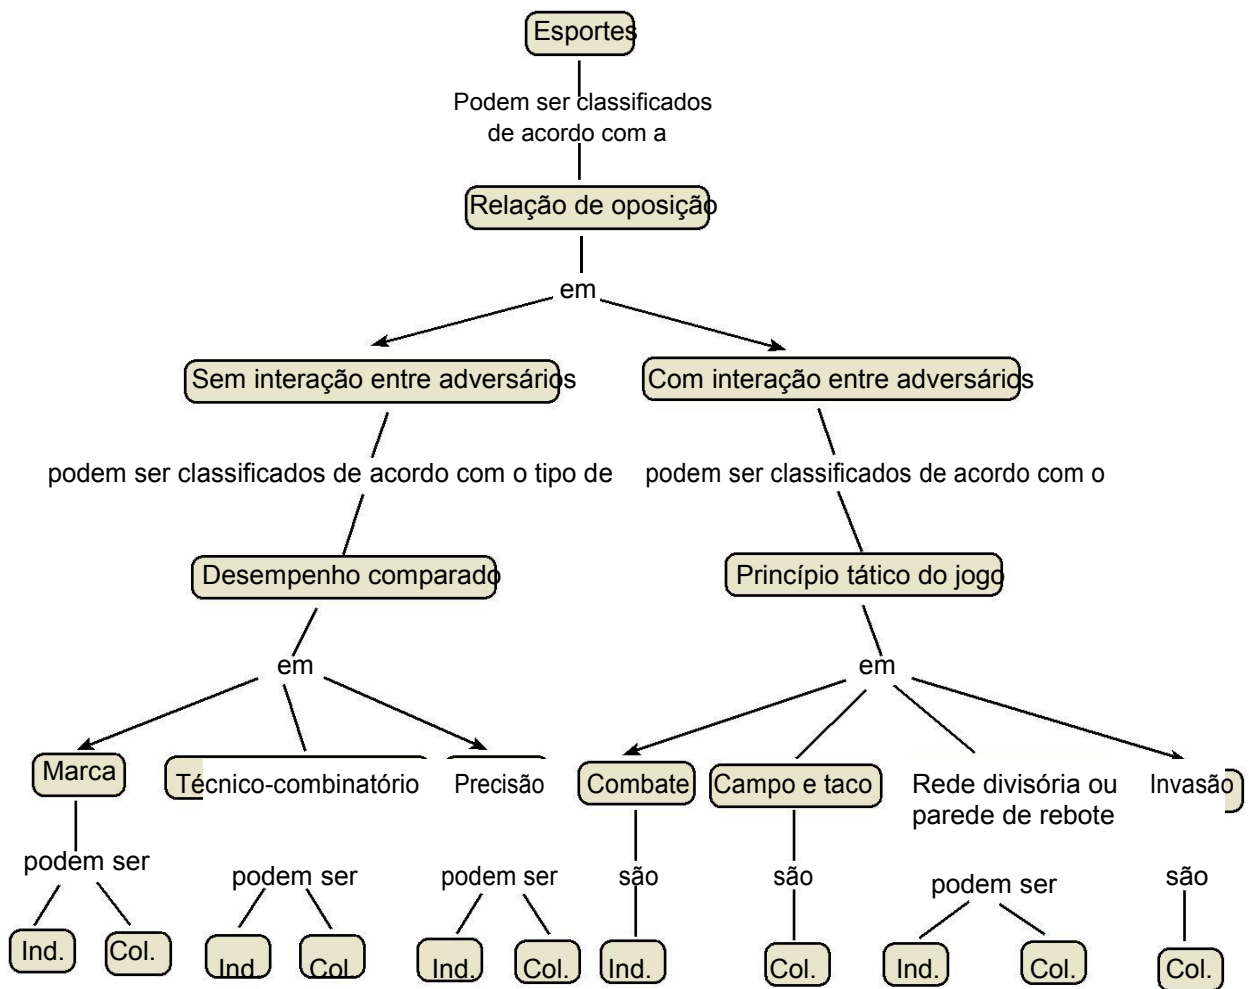 Esportes
Podem ser classificados
de acordo com a
Relação de oposição
em
Sem interação entre adversários
Com interação entre adversários
podem ser classificados de acordo com o tipo de
podem ser classificados de acordo com o
Desempenho comparado
Princípio tático do jogo
em
em
Marca
Técnico-combinatório
Precisão
Combate
Campo e taco
Rede divisória ou
parede de rebote
Invasão
podem ser
podem ser
podem ser
são
são
podem ser
são
Ind.
Col.
Ind
Col
Ind.
Col.
Ind.
Col.
Ind.
Col.
Col.